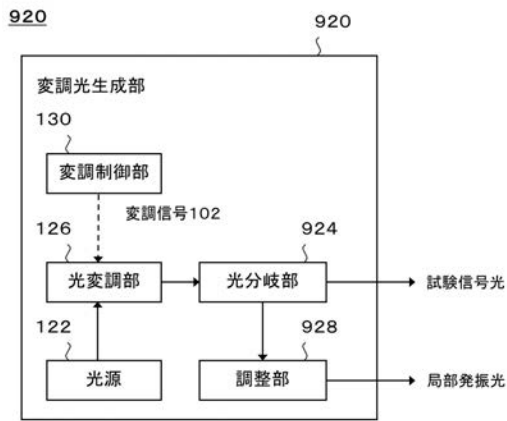 920
920
変調光生成部
130
変調制御部
変調信号102
126
924
光変調部
光分岐部
試験信号光
122
928
光源
調整部
局部発振光